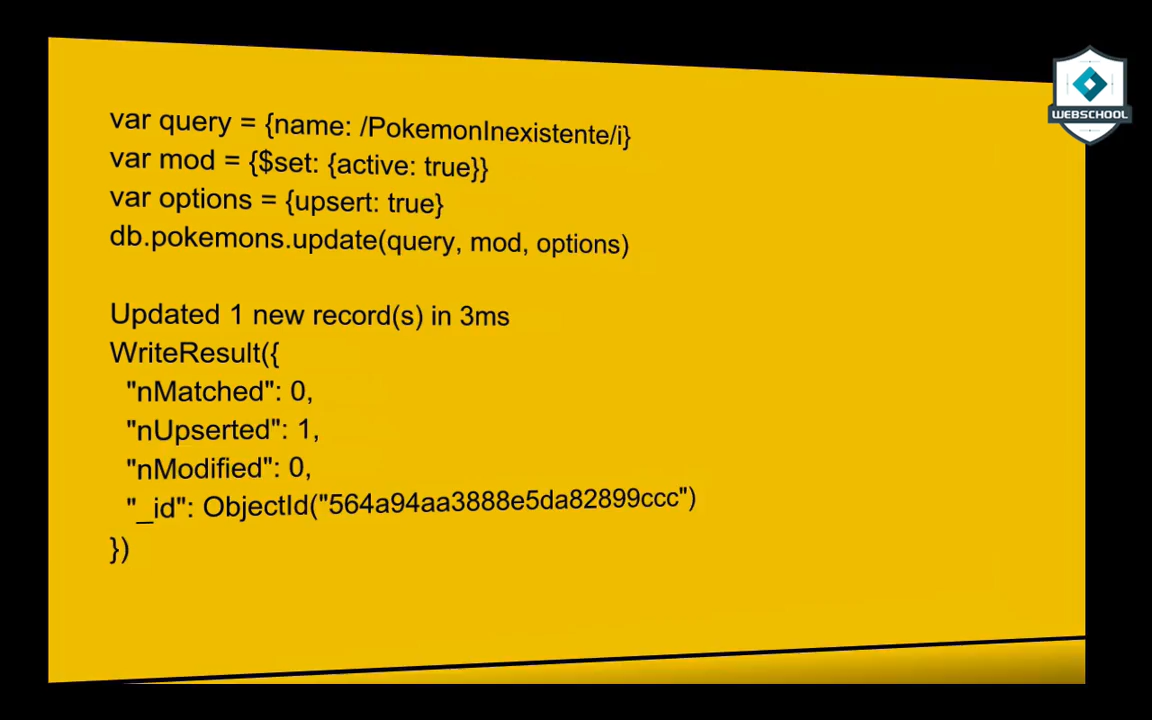 WEBSCHOOL
var query = {name: /PokemonInexistente/i}
var mod = {$set: {active: true}}
var options = {upsert: true}
db.pokemons.update(query, mod, options)
Updated 1 new record(s) in 3ms
WriteResult({
"nMatched": 0,
"nUpserted": 1,
"nModified": 0,
"_id": ObjectId("564a94aa3888e5da82899ccc")
})